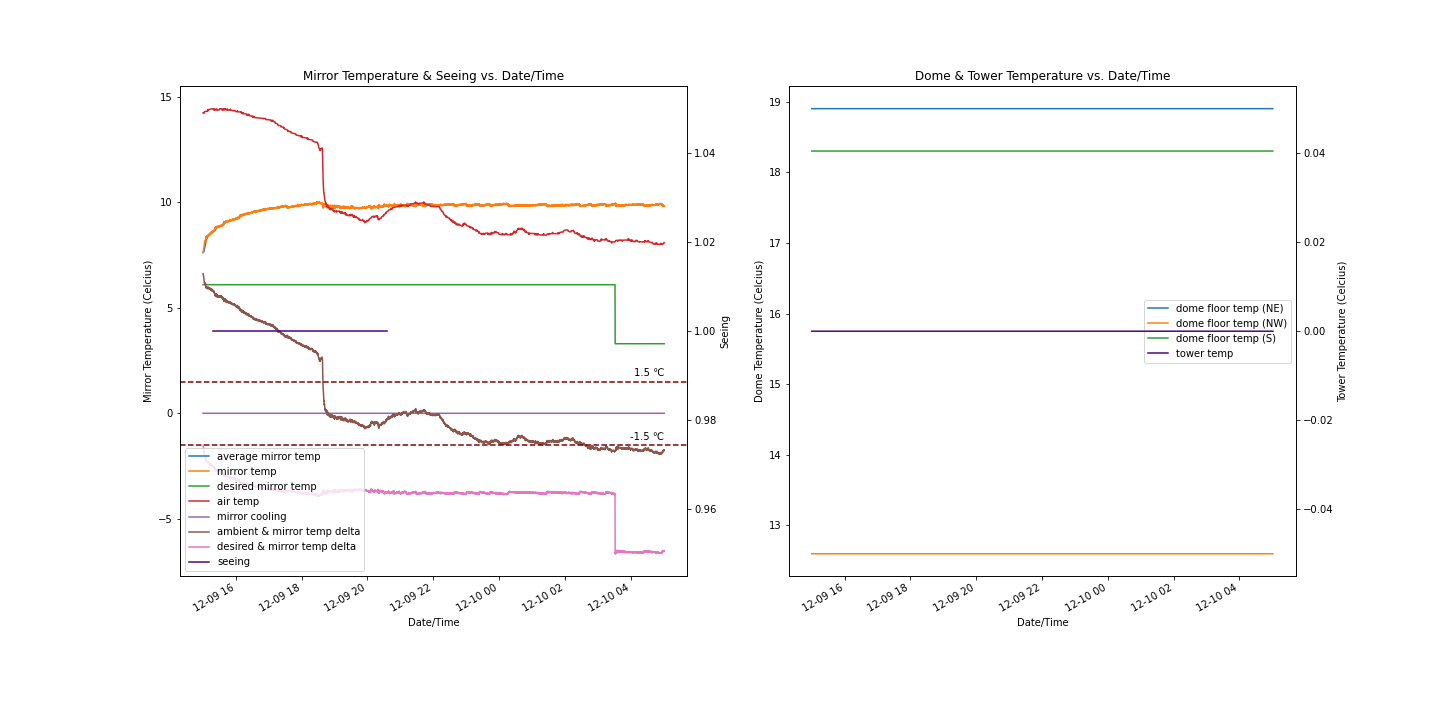 Mirror Temperature & Seeing vs. Date/Time
15
10
5
0
−5
Mirror Temperature (Celcius)
1.04
1.02
1.00
0.98
0.96
Seeing
1.5 ℃
-1.5 ℃
average mirror temp
mirror temp
desired mirror temp
air temp
mirror cooling
ambient & mirror temp delta
desired & mirror temp delta
seeing
12-09 16
12-09 18
12-09 20
12-09 22
12-10 00
12-10 02
12-10 04
Date/Time
Dome & Tower Temperature vs. Date/Time
19
18
17
16
15
14
13
Dome Temperature (Celcius)
0.04
0.02
0.00
−0.02
−0.04
Tower Temperature (Celcius)
dome floor temp (NE)
dome floor temp (NW)
dome floor temp (S)
tower temp
12-09 16
12-09 18
12-09 20
12-09 22
12-10 00
12-10 02
12-10 04
Date/Time